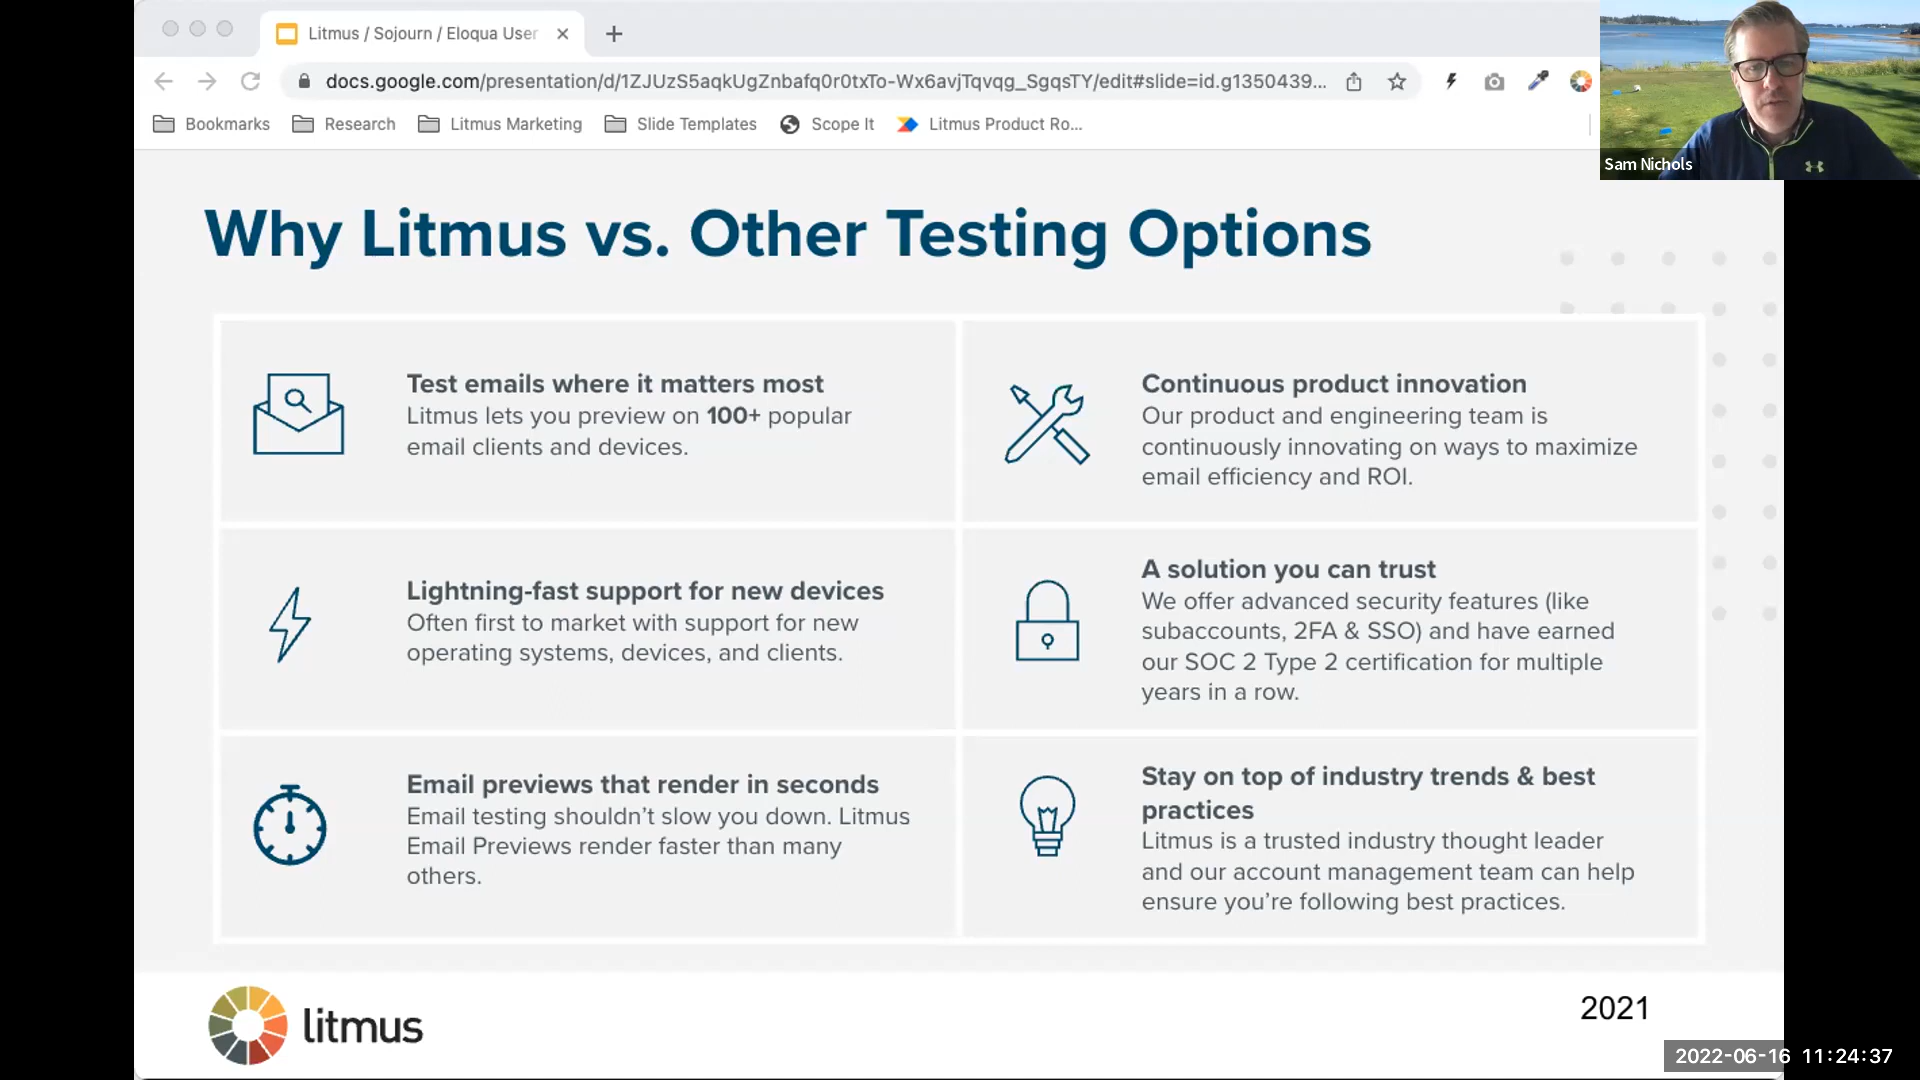 Litmus / Sojourn / Eloqua User
docs.google.com/presentation/d/1ZJUzS5aqkUgZnbafq0r0txTo-Wx6avjTqvqg_SgqsTY/edit#slide=id.g1350439...
Bookmarks Research Litmus Marketing Slide Templates Scope It Litmus Product Ro...
Sam Nichols
Why Litmus vs. Other Testing Options
Test emails where it matters most
Litmus lets you preview on 100+ popular
email clients and devices.
Continuous product innovation
Our product and engineering team is
continuously innovating on ways to maximize
email efficiency and ROI.
Lightning-fast support for new devices
Often first to market with support for new
operating systems, devices, and clients.
A solution you can trust
We offer advanced security features (like
subaccounts, 2FA & SSO) and have earned
our SOC 2 Type 2 certification for multiple
years in a row.
Email previews that render in seconds
Email testing shouldn’t slow you down. Litmus
Email Previews render faster than many
others.
Stay on top of industry trends & best
practices
Litmus is a trusted industry thought leader
and our account management team can help
ensure you’re following best practices.
litmus
2021
2022-06-16 11:24:37